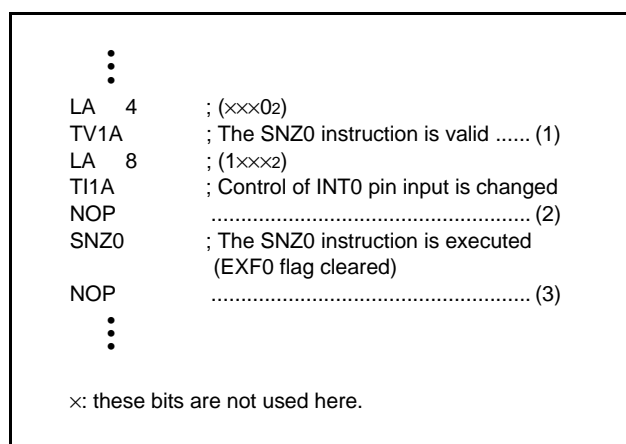 LA 4 ; (×××02)
TV1A ; The SNZ0 instruction is valid ...... (1)
LA 8 ; (1×××2)
TI1A ; Control of INT0 pin input is changed
NOP ...................................................... (2)
SNZ0 ; The SNZ0 instruction is executed
(EXF0 flag cleared)
NOP ...................................................... (3)
×: these bits are not used here.